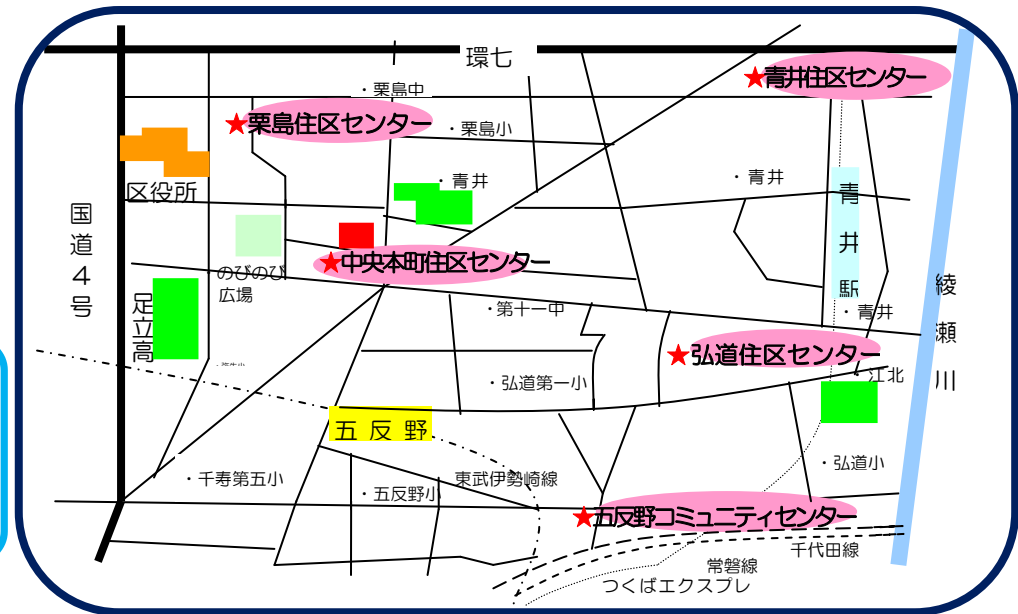 環七
★青井住区センター
・栗島中
★栗島住区センター
・栗島小
区役所
・青井
・青井
青井駅
国道4号
のびのび
広場
★中央本町住区センター
足立高
・第十一中
・青井
綾瀬川
★弘道住区センター
・江北
・弘道第一小
五反野
・弘道小
・千寿第五小
・五反野小
東武伊勢崎線
★五反野コミュニティセンター
千代田線
常磐線
つくばエクスプレ